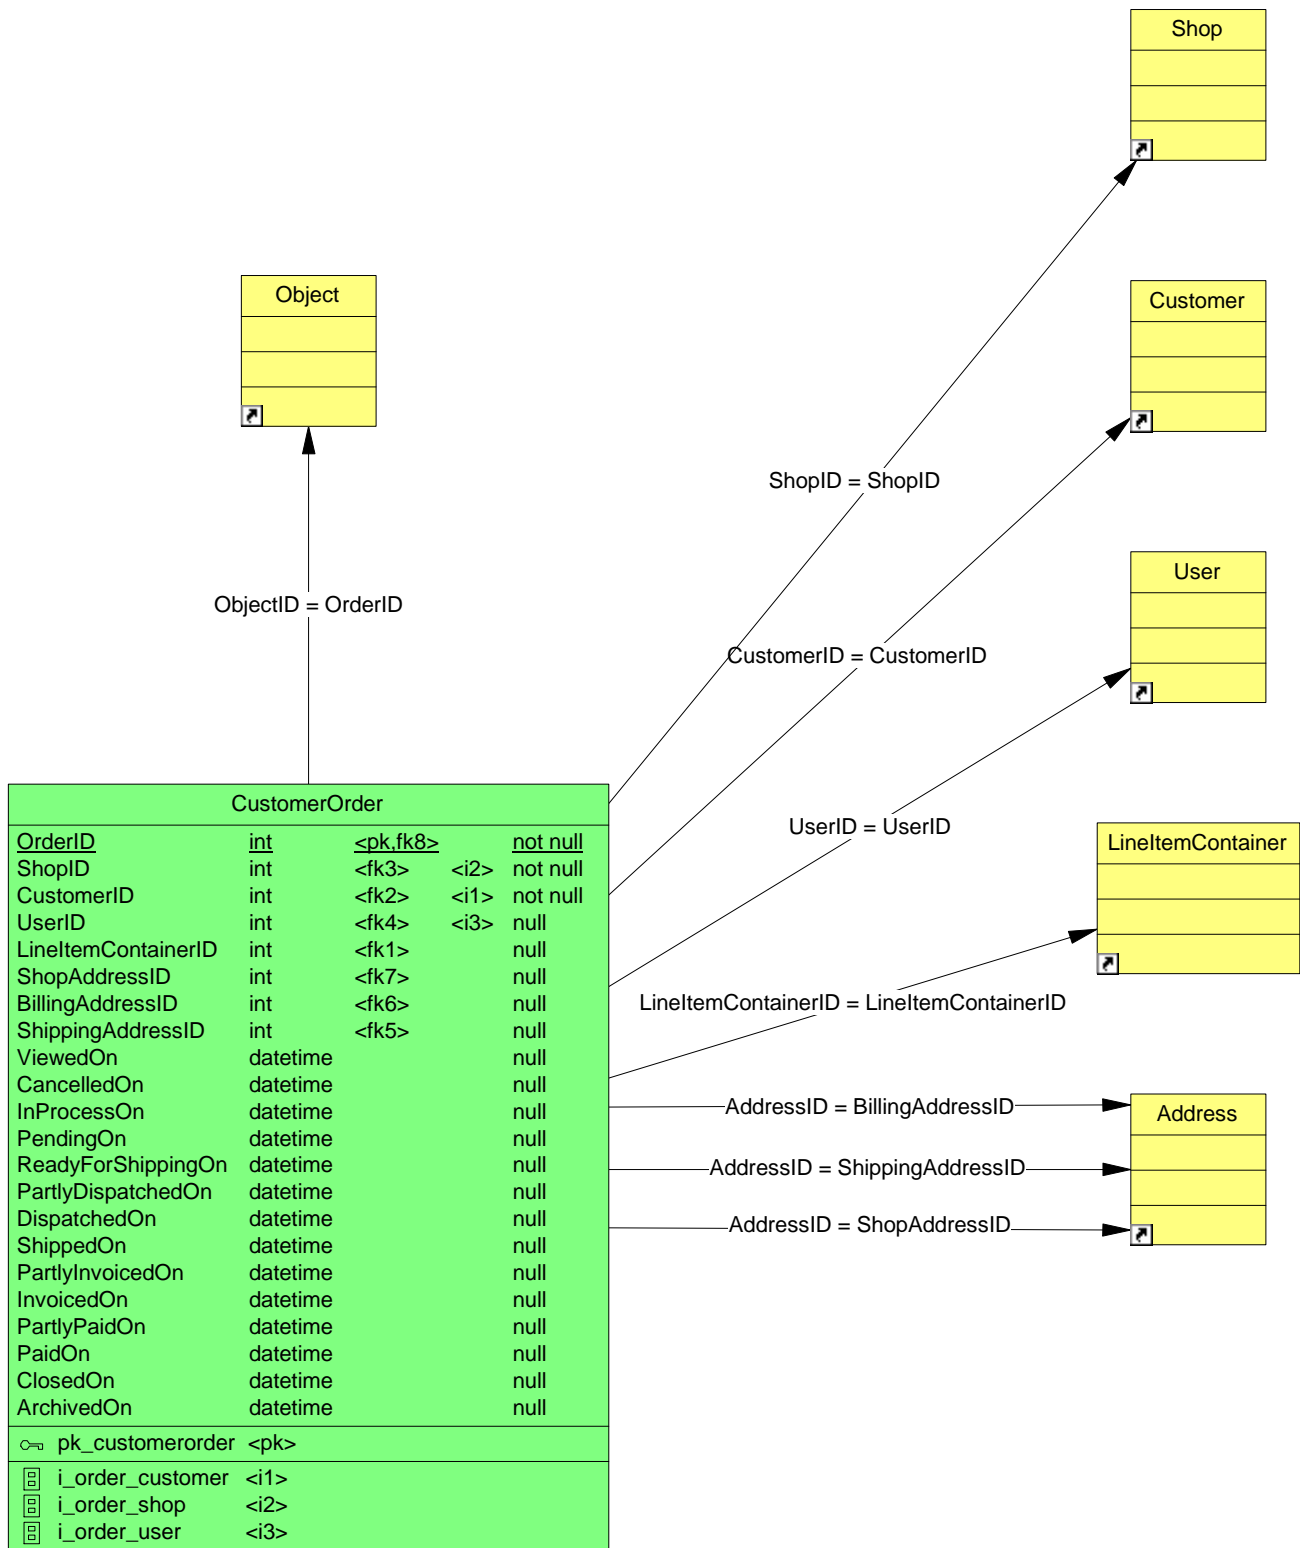 Shop
Object
Customer
ShopID = ShopID
User
ObjectID = OrderID
CustomerID = CustomerID
UserID = UserID
LineItemContainer
LineItemContainerID = LineItemContainerID
AddressID = BillingAddressID
Address
AddressID = ShippingAddressID
AddressID = ShopAddressID
CustomerOrder
OrderID int <pk,fk8> not null
ShopID int <fk3> <i2> not null
CustomerID int <fk2> <i1> not null
UserID int <fk4> <i3> null
LineItemContainerID int <fk1> null
ShopAddressID int <fk7> null
BillingAddressID int <fk6> null
ShippingAddressID int <fk5> null
ViewedOn datetime null
CancelledOn datetime null
InProcessOn datetime null
PendingOn datetime null
ReadyForShippingOn datetime null
PartlyDispatchedOn datetime null
DispatchedOn datetime null
ShippedOn datetime null
PartlyInvoicedOn datetime null
InvoicedOn datetime null
PartlyPaidOn datetime null
PaidOn datetime null
ClosedOn datetime null
ArchivedOn datetime null
pk_customerorder <pk>
i_order_customer <i1>
i_order_shop <i2>
i_order_user <i3>